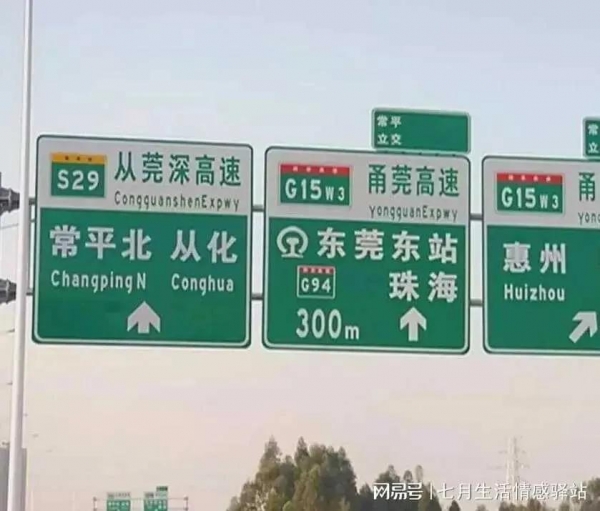 S29
从莞深高速
CongguanshenExpwy
常平北 从化
Changping N Conghua
常平
立交
G15W3
甬莞高速
yongguanExpwy
东莞东站
G94
珠海
300m
G15W3
甬
惠州
Huizhou
网易号 | 七月生活情感驿站